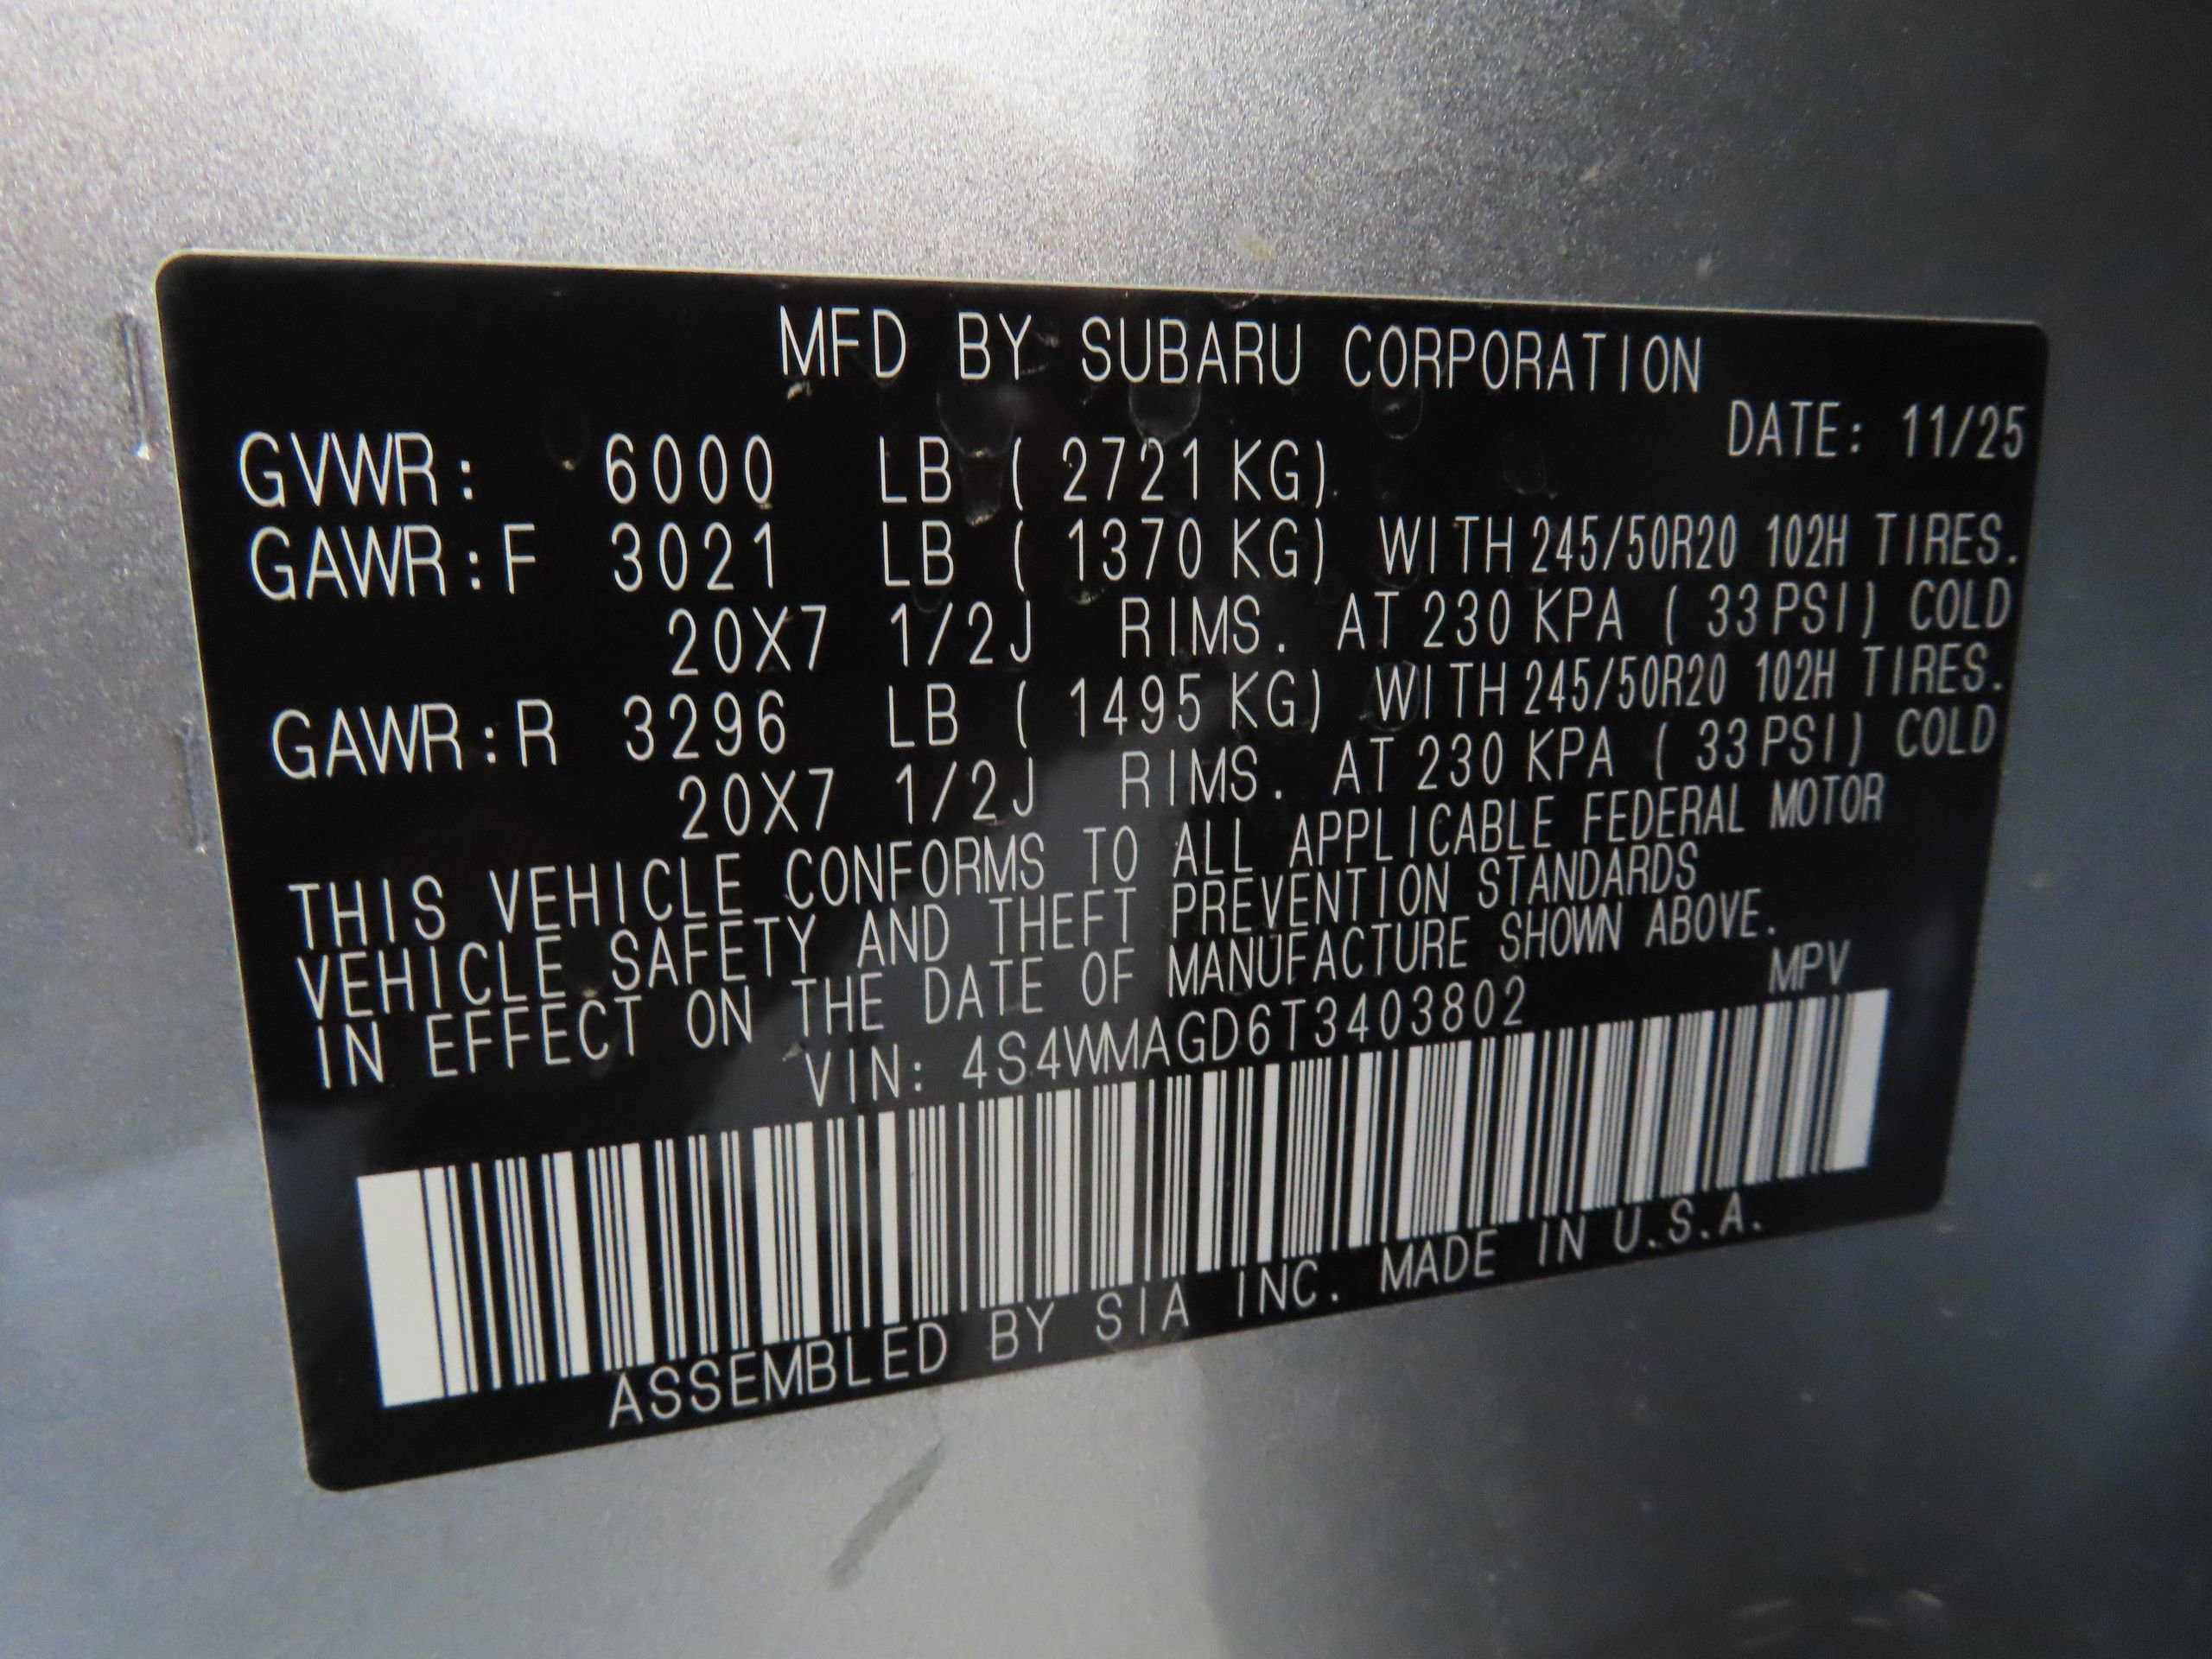 MFD BY SUBARU CORPORATION
DATE: 11/25
GVWR: 6000 LB ( 2721 KG)
GAWR:F 3021 LB ( 1370 KG) WITH 245/50R20 102H TIRES.
20X7 1/2J RIMS. AT 230 KPA ( 33 PSI) COLD
GAWR:R 3296 LB ( 1495 KG) WITH 245/50R20 102H TIRES.
20X7 1/2J RIMS. AT 230 KPA ( 33 PSI) COLD
THIS VEHICLE CONFORMS TO ALL APPLICABLE FEDERAL MOTOR
VEHICLE SAFETY AND THEFT PREVENTION STANDARDS
IN EFFECT ON THE DATE OF MANUFACTURE SHOWN ABOVE.
VIN: 4S4WMAGD6T3403802 MPV
ASSEMBLED BY SIA INC. MADE IN U.S.A.